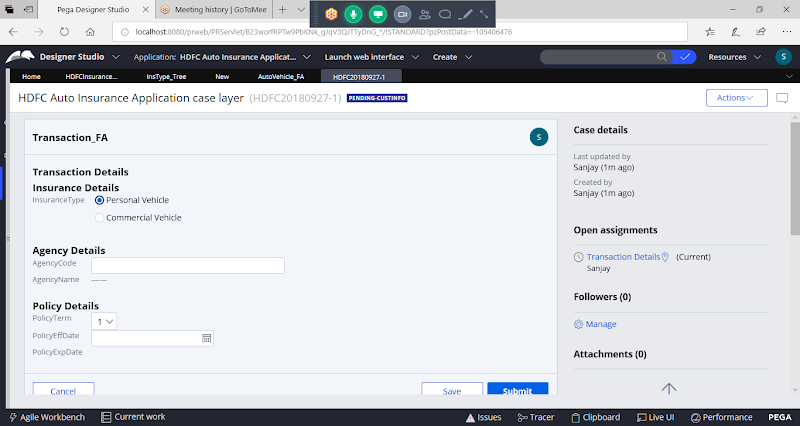 Pega Designer Studio
Meeting history | GoToMee
localhost:8080/prweb/PRServlet/B23worfRPTw9PbKNk_gJqV3QJTTyDnG_*/!STANDARD?pzPostData=-105406476
Designer Studio
Application: HDFC Auto Insurance Applicat...
Launch web interface
Create
Resources
S
Home
HDFCInsurance...
InsType_Tree
New
AutoVehicle_FA
HDFC20180927-1
HDFC Auto Insurance Application case layer (HDFC20180927-1) PENDING-CUSTINFO
Actions
Transaction_FA
S
Transaction Details
Insurance Details
InsuranceType
Personal Vehicle
Commercial Vehicle
Agency Details
AgencyCode
AgencyName ——
Policy Details
PolicyTerm 1
PolicyEffDate
PolicyExpDate
Cancel
Save
Submit
Case details
Last updated by
Sanjay (1m ago)
Created by
Sanjay (1m ago)
Open assignments
Transaction Details (Current)
Sanjay
Followers (0)
Manage
Attachments (0)
Agile Workbench
Current work
Issues
Tracer
Clipboard
Live UI
Performance
PEGA